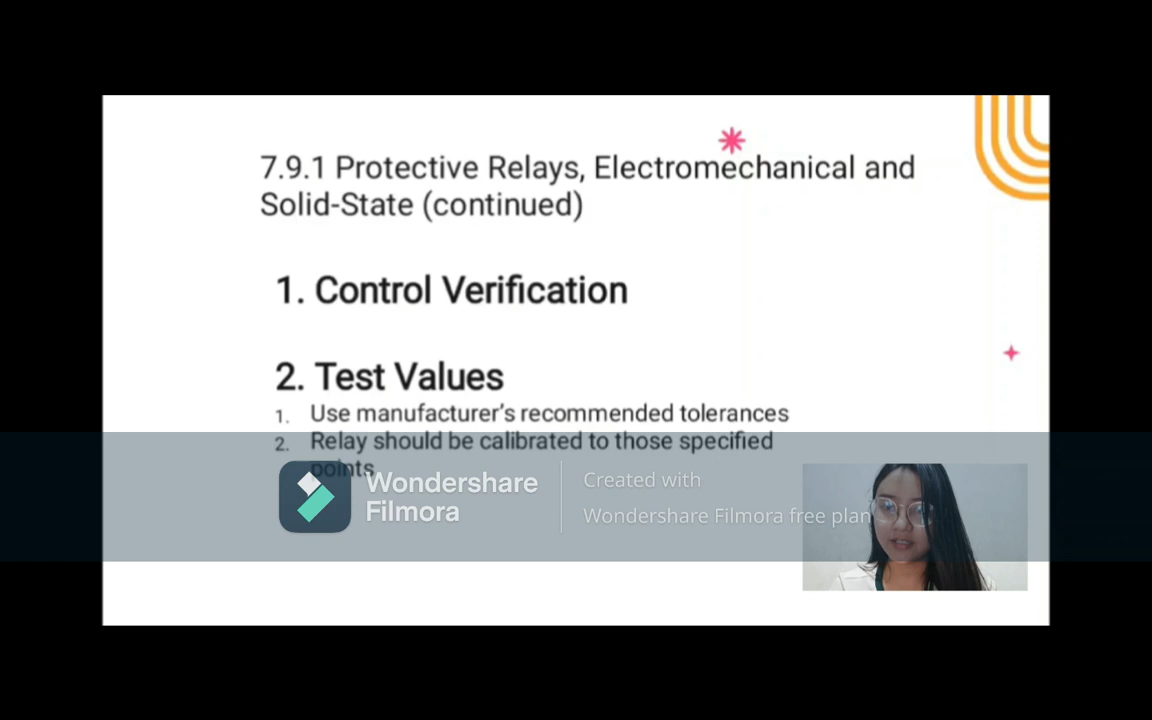 7.9.1 Protective Relays, Electromechanical and
Solid-State (continued)
1. Control Verification
2. Test Values
1. Use manufacturer's recommended tolerances
2. Relay should be calibrated to those specified
points
Wondershare
Filmora
Created with
Wondershare Filmora free plan